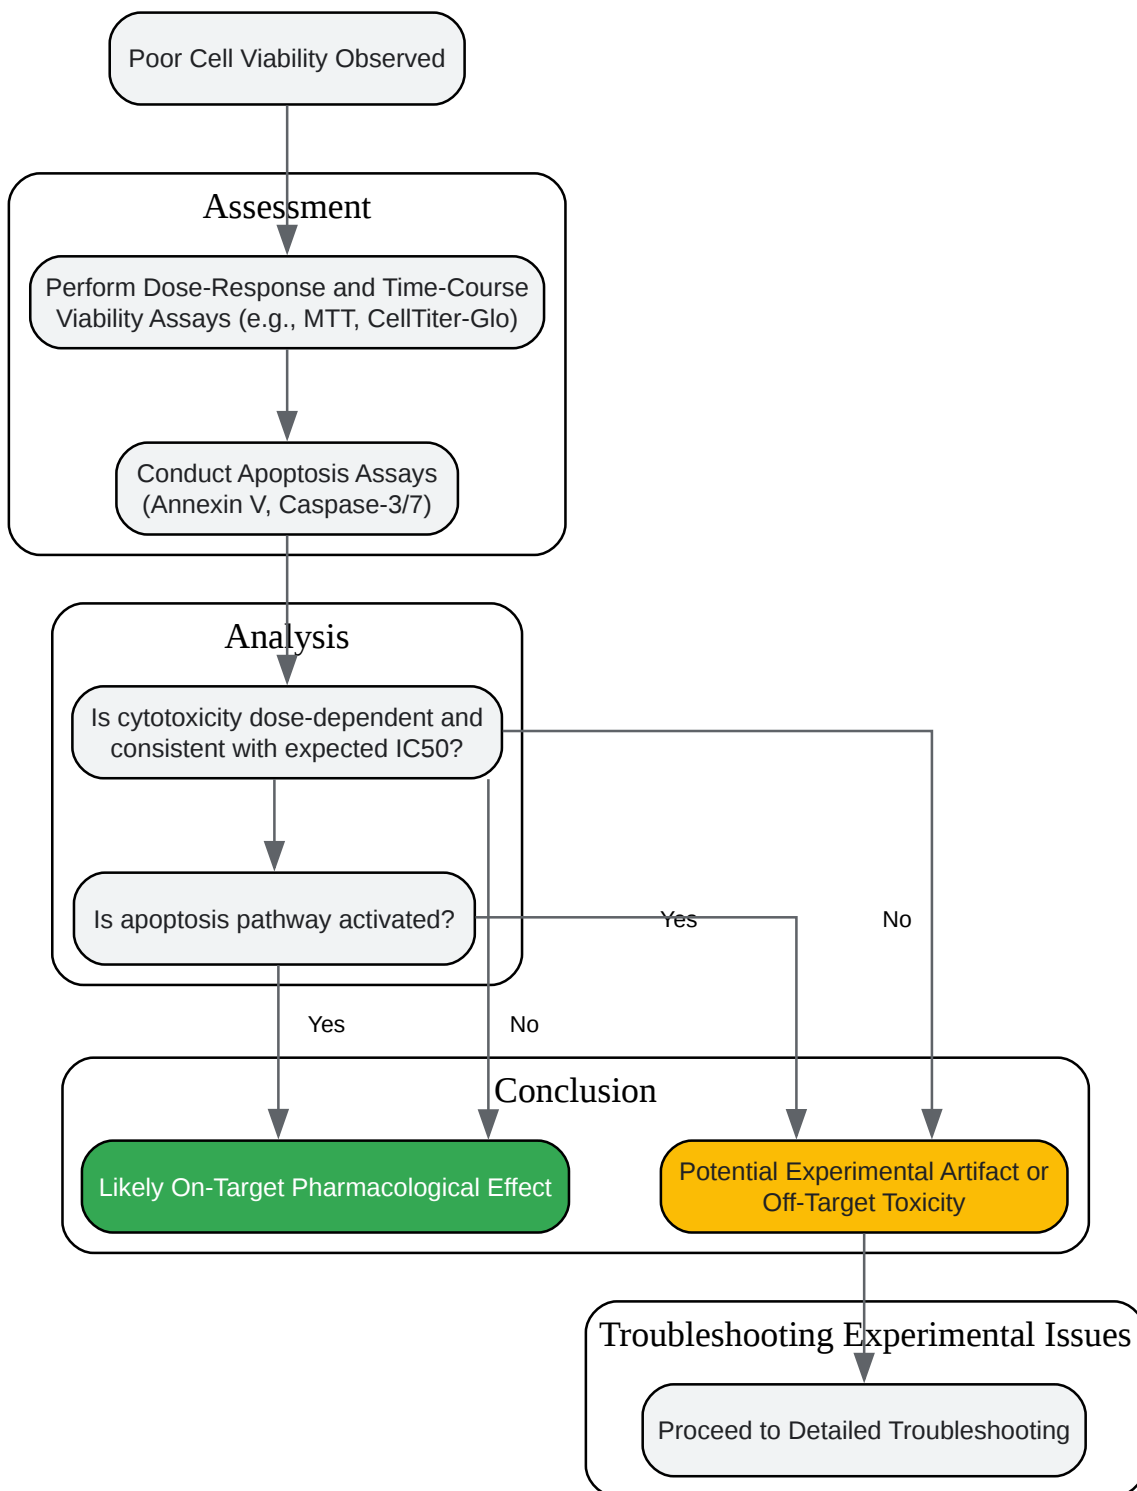 Poor Cell Viability Observed
Assessment
Perform Dose-Response and Time-Course
Viability Assays (e.g., MTT, CellTiter-Glo)
Conduct Apoptosis Assays
(Annexin V, Caspase-3/7)
Analysis
Is cytotoxicity dose-dependent and
consistent with expected IC50?
Is apoptosis pathway activated?
Yes
No
Yes
No
Conclusion
Likely On-Target Pharmacological Effect
Potential Experimental Artifact or
Off-Target Toxicity
Troubleshooting Experimental Issues
Proceed to Detailed Troubleshooting